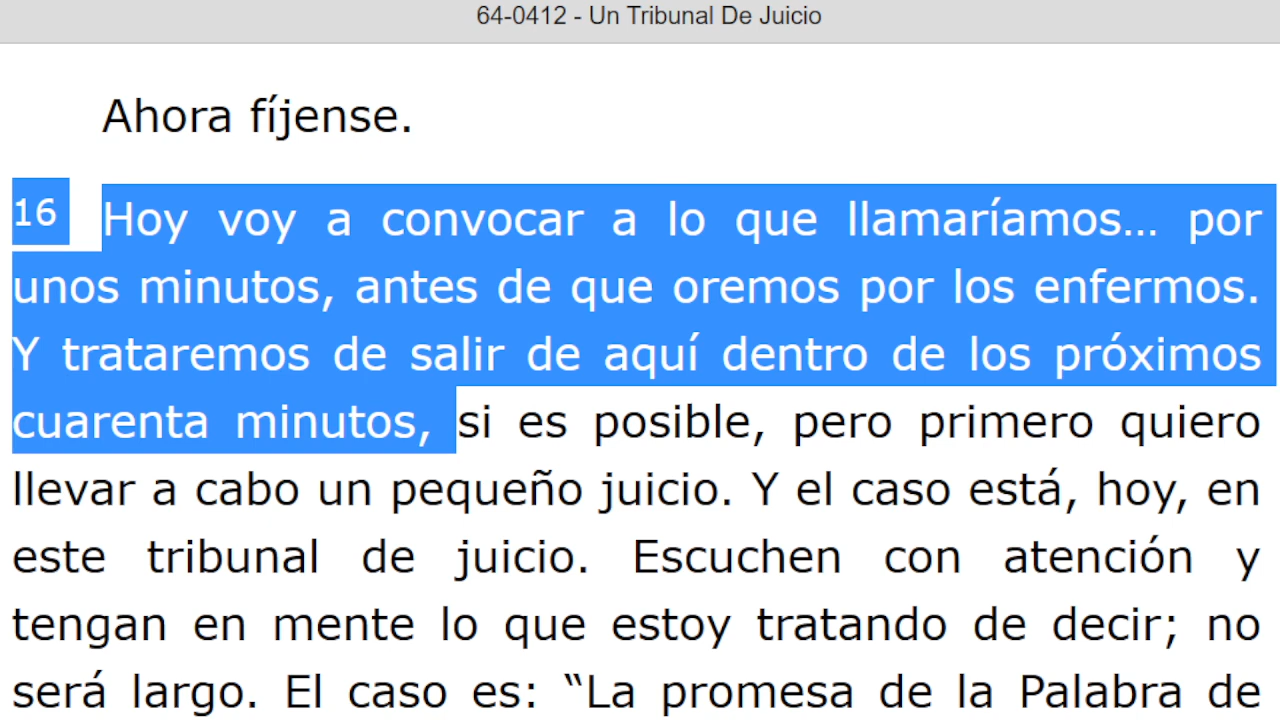 64-0412 - Un Tribunal De Juicio
Ahora fíjense.
16 Hoy voy a convocar a lo que llamaríamos… por
unos minutos, antes de que oremos por los enfermos.
Y trataremos de salir de aquí dentro de los próximos
cuarenta minutos, si es posible, pero primero quiero
llevar a cabo un pequeño juicio. Y el caso está, hoy, en
este tribunal de juicio. Escuchen con atención y
tengan en mente lo que estoy tratando de decir; no
será largo. El caso es: “La promesa de la Palabra de